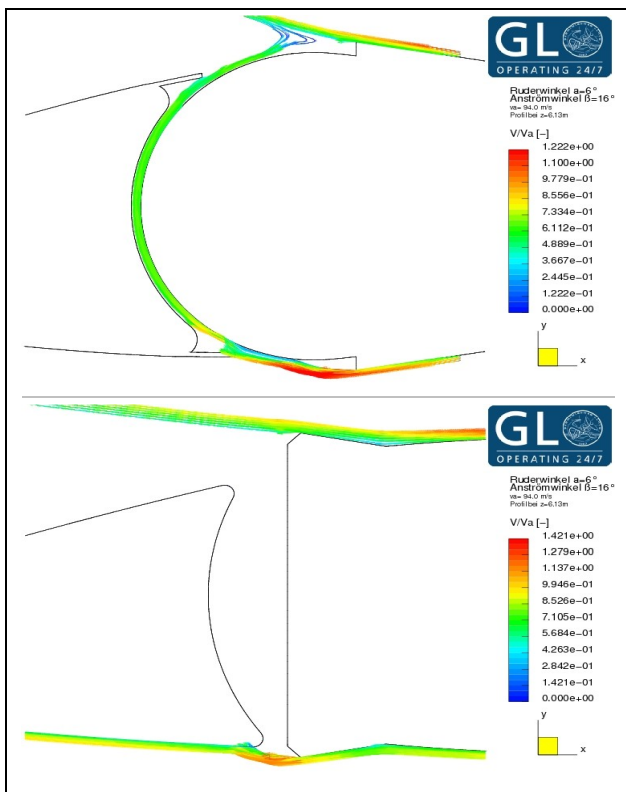 GL
OPERATING 24/7
Ruderwinkel a=6°
Anströmwinkel ß=16°
va= 94.0 m/s
Profil bei z=6.13m
V/Va [-]
1.222e+00
1.100e+00
9.779e-01
8.556e-01
7.334e-01
6.112e-01
4.889e-01
3.667e-01
2.445e-01
1.222e-01
0.000e+00
y
x
GL
OPERATING 24/7
Ruderwinkel a=6°
Anströmwinkel ß=16°
va= 94.0 m/s
Profil bei z=6.13m
V/Va [-]
1.421e+00
1.279e+00
1.137e+00
9.946e-01
8.526e-01
7.105e-01
5.684e-01
4.263e-01
2.842e-01
1.421e-01
0.000e+00
y
x